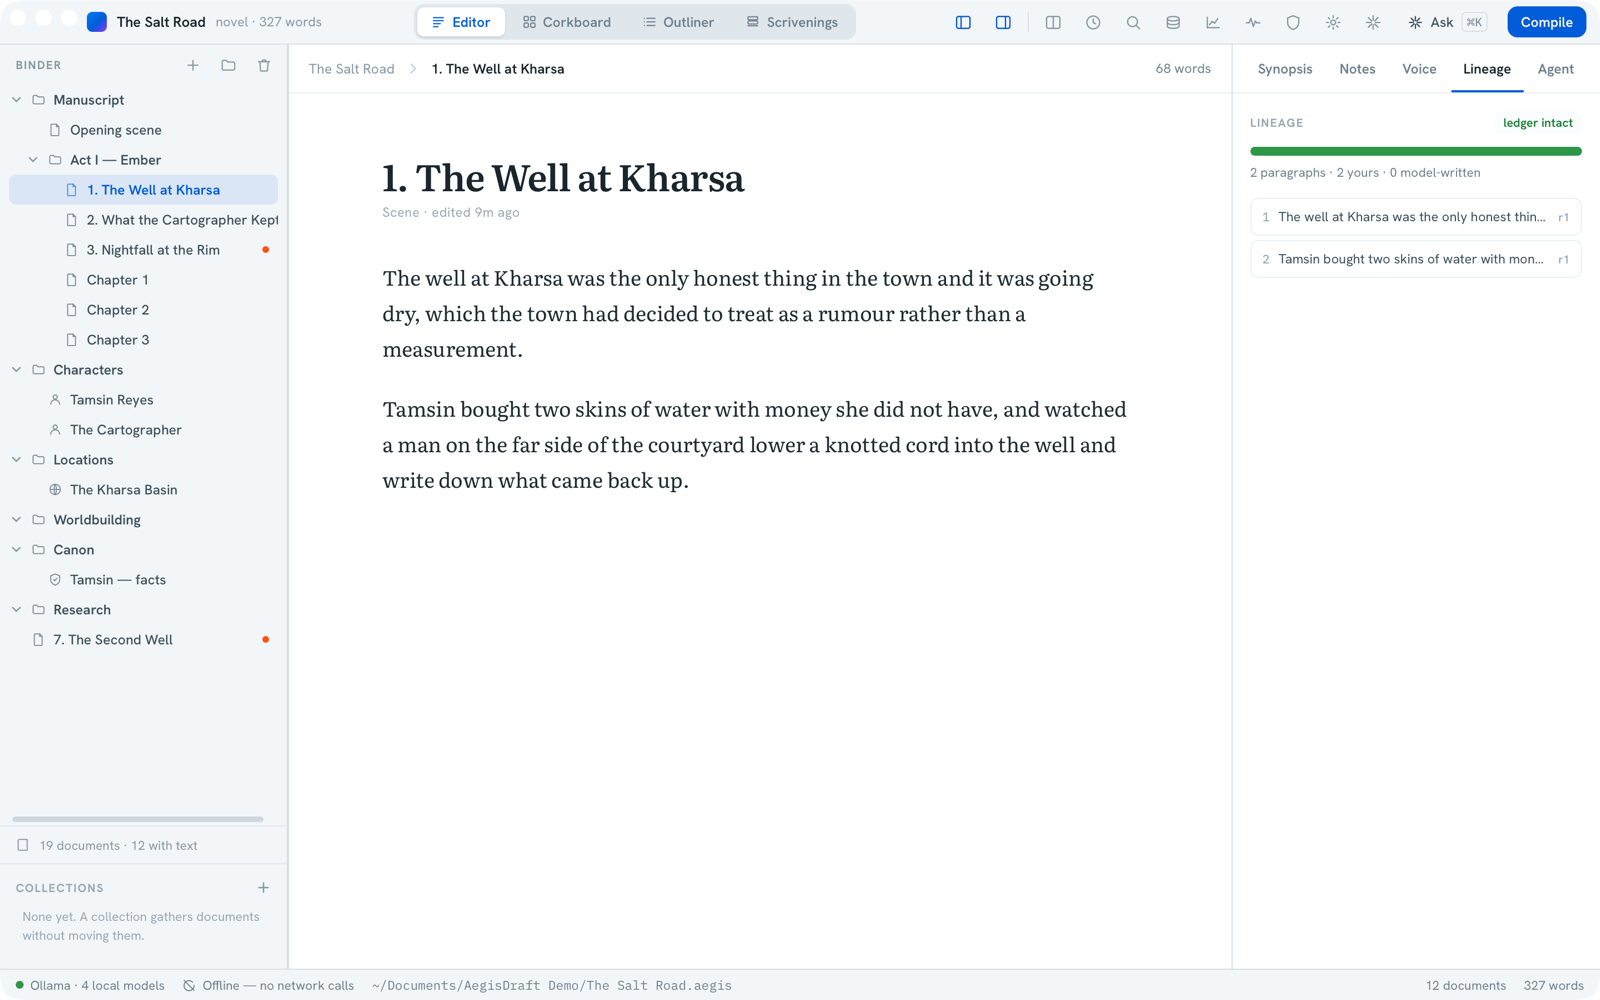 The Salt Road novel · 327 words
Editor Corkboard Outliner Scrivenings
Ask ⌘K Compile
BINDER
Manuscript
Opening scene
Act I — Ember
1. The Well at Kharsa
2. What the Cartographer Kept
3. Nightfall at the Rim
Chapter 1
Chapter 2
Chapter 3
Characters
Tamsin Reyes
The Cartographer
Locations
The Kharsa Basin
Worldbuilding
Canon
Tamsin — facts
Research
7. The Second Well
19 documents · 12 with text
COLLECTIONS
None yet. A collection gathers documents
without moving them.
The Salt Road 1. The Well at Kharsa 68 words
1. The Well at Kharsa
Scene · edited 9m ago
The well at Kharsa was the only honest thing in the town and it was going
dry, which the town had decided to treat as a rumour rather than a
measurement.
Tamsin bought two skins of water with money she did not have, and watched
a man on the far side of the courtyard lower a knotted cord into the well and
write down what came back up.
Synopsis Notes Voice Lineage Agent
LINEAGE ledger intact
2 paragraphs · 2 yours · 0 model-written
1 The well at Kharsa was the only honest thin... r1
2 Tamsin bought two skins of water with mon... r1
Ollama · 4 local models Offline — no network calls ~/Documents/AegisDraft Demo/The Salt Road.aegis 12 documents 327 words